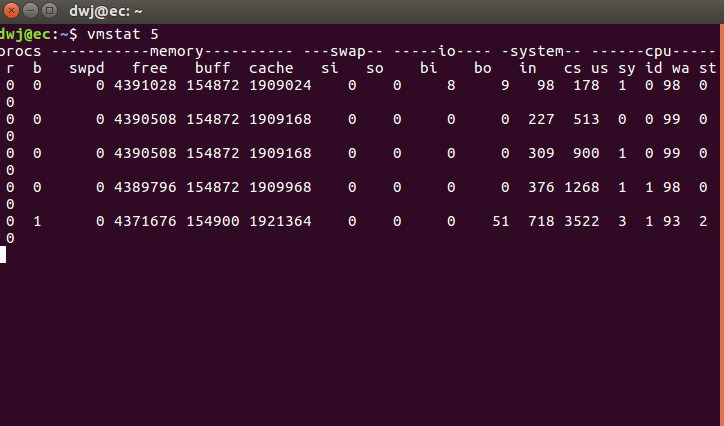 dwj@ec: ~
dwj@ec:~$ vmstat 5
procs -----------memory---------- ---swap-- -----io---- -system-- ------cpu-----
 r  b   swpd   free   buff  cache   si   so    bi    bo   in   cs us sy id wa st
 0  0      0 4391028 154872 1909024    0    0     8     9   98  178  1  0 98  0
 0
 0  0      0 4390508 154872 1909168    0    0     0     0  227  513  0  0 99  0
 0
 0  0      0 4390508 154872 1909168    0    0     0     0  309  900  1  0 99  0
 0
 0  0      0 4389796 154872 1909968    0    0     0     0  376 1268  1  1 98  0
 0
 0  1      0 4371676 154900 1921364    0    0     0    51  718 3522  3  1 93  2
 0